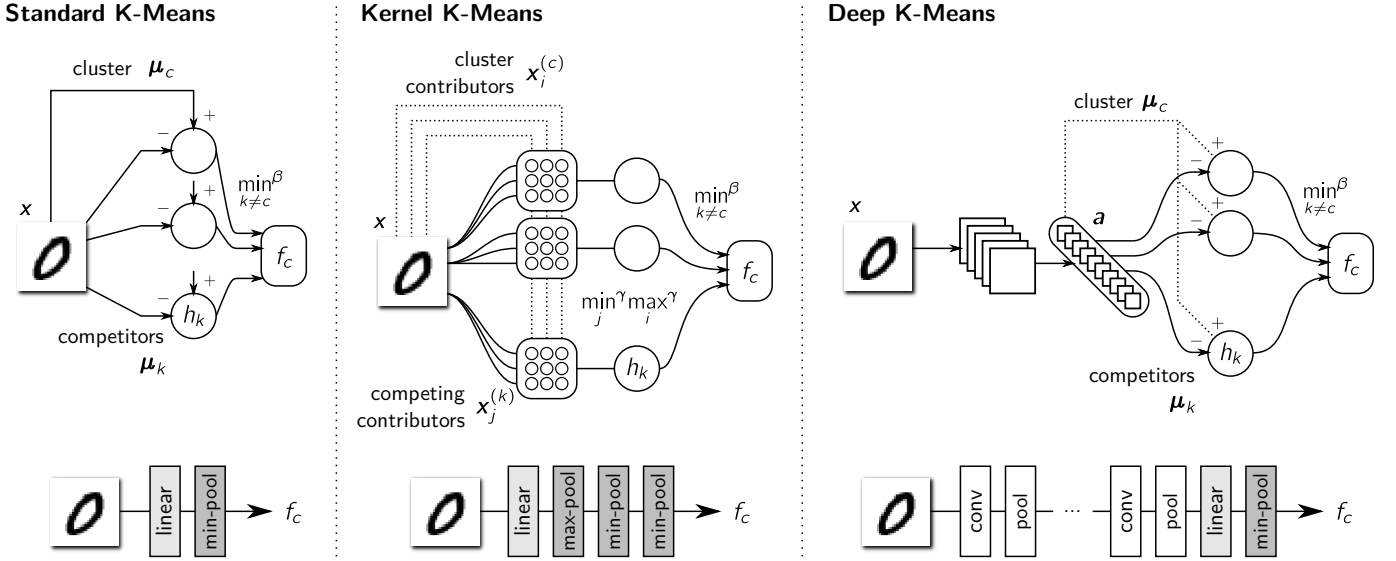 Standard K-Means
cluster μ_c
+
−
+
−
min^β
k≠c
x
f_c
+
−
h_k
competitors
μ_k
linear
min-pool
f_c
Kernel K-Means
cluster
contributors x_i^(c)
min^β
k≠c
x
f_c
min^γ max^γ
j i
h_k
competing
contributors x_j^(k)
linear
max-pool
min-pool
min-pool
f_c
Deep K-Means
cluster μ_c
+
−
min^β
k≠c
x
a
+
−
f_c
+
−
h_k
competitors
μ_k
conv
pool
...
conv
pool
linear
min-pool
f_c